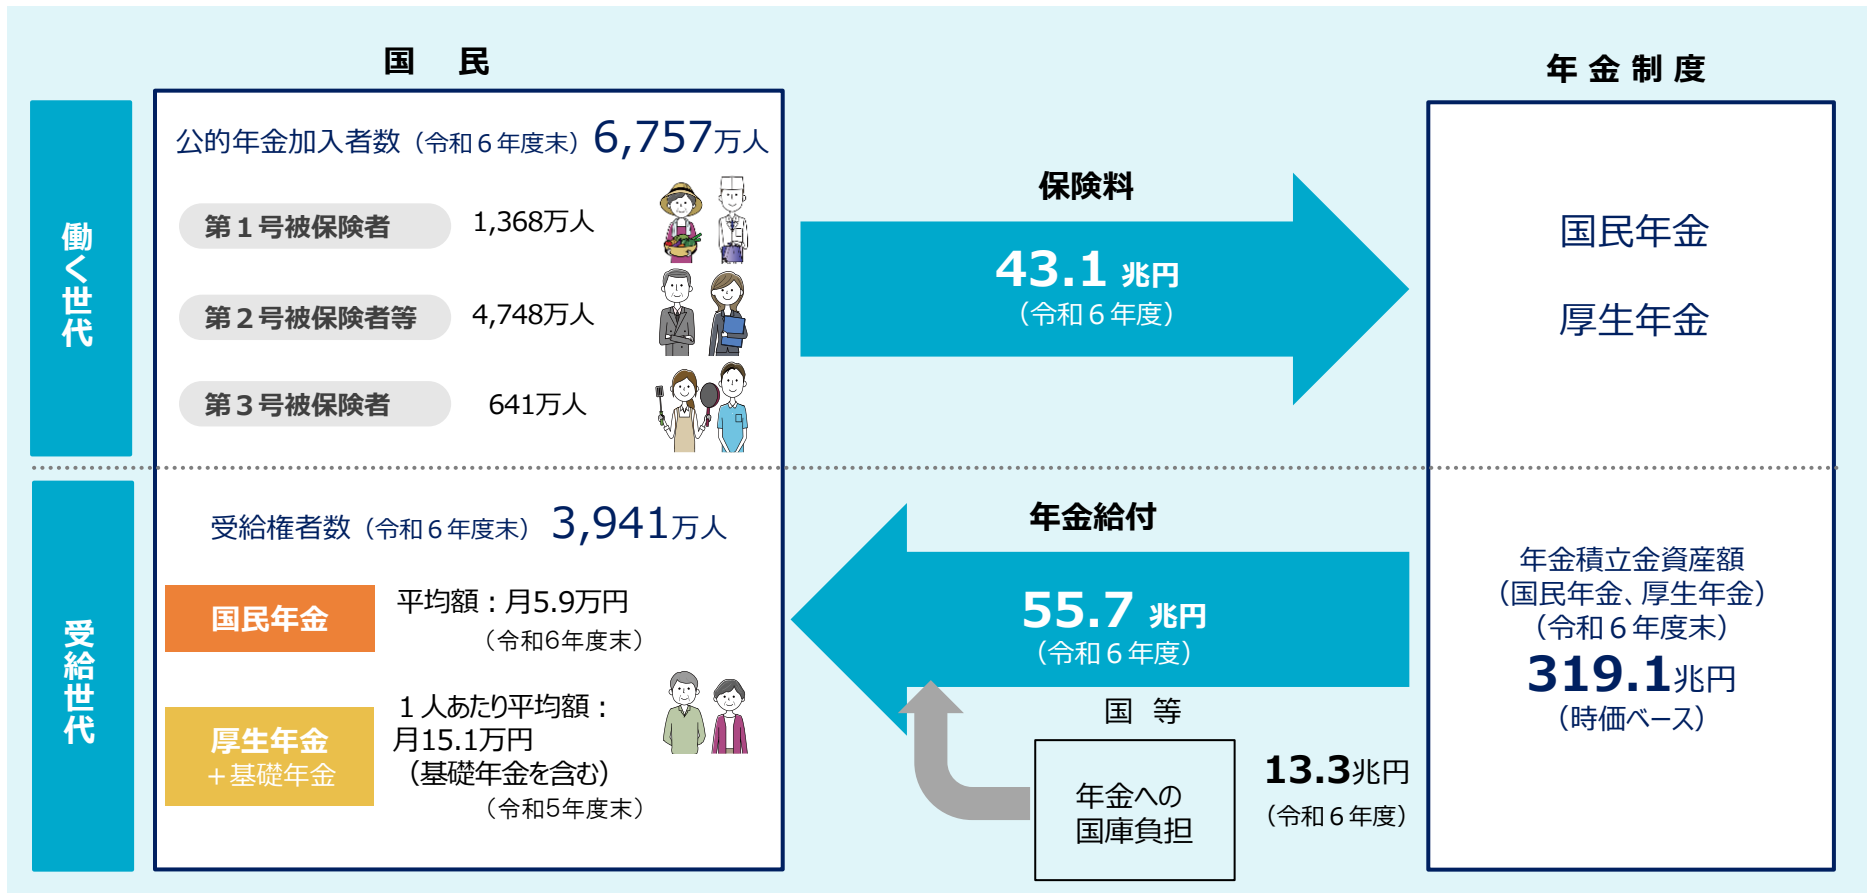 国 民
年金制度
働く世代
公的年金加入者数（令和６年度末）6,757万人
第１号被保険者 1,368万人
第２号被保険者等 4,748万人
第３号被保険者 641万人
保険料
43.1 兆円
（令和６年度）
国民年金
厚生年金
受給世代
受給権者数（令和６年度末）3,941万人
国民年金
平均額：月5.9万円
（令和6年度末）
厚生年金
＋基礎年金
１人あたり平均額：
月15.1万円
（基礎年金を含む）
（令和5年度末）
年金給付
55.7 兆円
（令和６年度）
国 等
年金への
国庫負担
13.3兆円
（令和６年度）
年金積立金資産額
（国民年金、厚生年金）
（令和６年度末）
319.1兆円
（時価ベース）